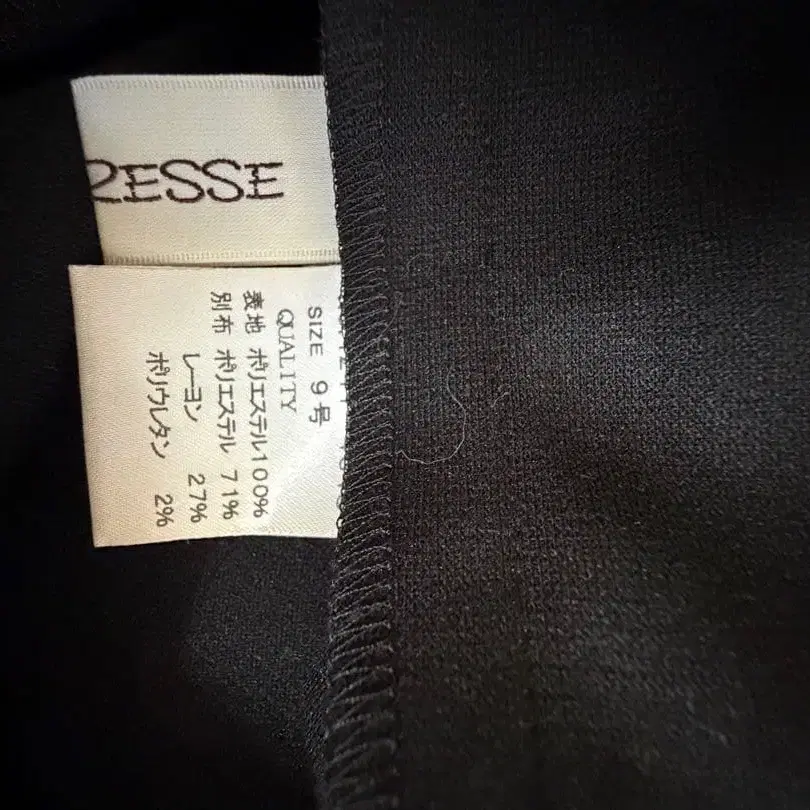 RESSE
SIZE 9号
QUALITY
表地 ポリエステル100%
別布 ポリエステル 71%
レーヨン 27%
ポリウレタン 2%